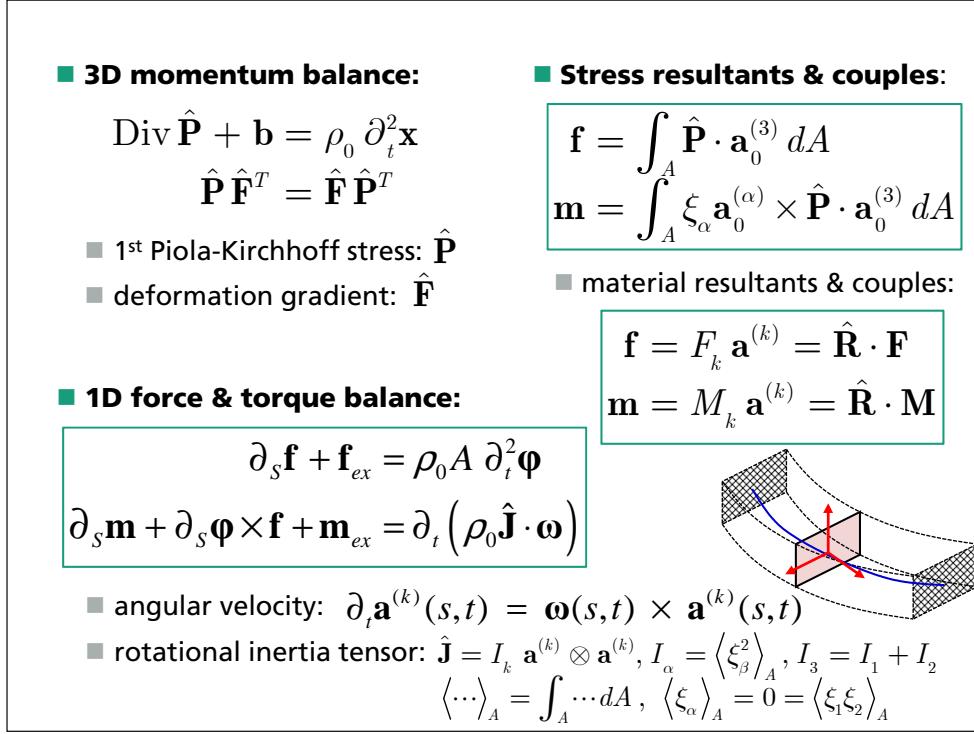 ■ 3D momentum balance:
Div P̂ + b = ρ₀ ∂ₜ²x
P̂ F̂ᵀ = F̂ P̂ᵀ
■ 1st Piola-Kirchhoff stress: P̂
■ deformation gradient: F̂
■ 1D force & torque balance:
∂_S f + f_ex = ρ₀A ∂ₜ²φ
∂_S m + ∂_S φ × f + m_ex = ∂ₜ(ρ₀Ĵ · ω)
■ Stress resultants & couples:
f = ∫_A P̂ · a₀⁽³⁾ dA
m = ∫_A ξ_α a₀^(α) × P̂ · a₀⁽³⁾ dA
■ material resultants & couples:
f = F_k a^(k) = R̂ · F
m = M_k a^(k) = R̂ · M
■ angular velocity: ∂ₜa^(k)(s,t) = ω(s,t) × a^(k)(s,t)
■ rotational inertia tensor: Ĵ = I_k a^(k) ⊗ a^(k), I_α = ⟨ξ_β²⟩_A, I₃ = I₁ + I₂
⟨⋯⟩_A = ∫_A ⋯ dA , ⟨ξ_α⟩_A = 0 = ⟨ξ₁ξ₂⟩_A